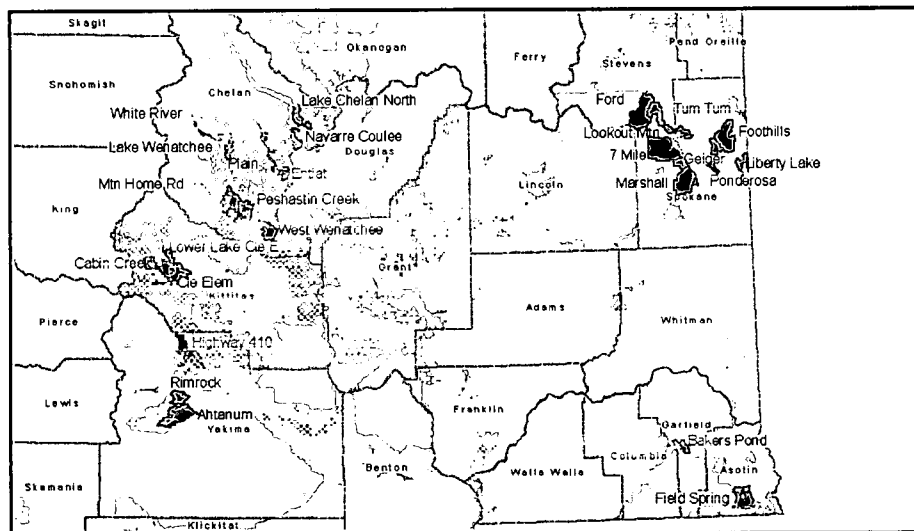 Skagit
Okanogan
Ferry
Pend Oreille
Stevens
Snohomish
Chelan
Lake Chelan North
White River
Ford
Tum Tum
Lake Wenatchee
Navarre Coulee
Lookout Mtn
Foothills
Douglas
Plain
7 Mile
Geiger
Liberty Lake
Entiat
Lincoln
Mtn Home Rd
Marshall
Ponderosa
Spokane
King
Peshastin Creek
West Wenatchee
Lower Lake Cle E
Cabin Creek
Grant
Cle Elem
Kittitas
Adams
Whitman
Pierce
Highway 410
Rimrock
Lewis
Ahtanum
Yakima
Franklin
Garfield
Bakers Pond
Benton
Walla Walla
Columbia
Asotin
Skamania
Field Spring
Klickitat